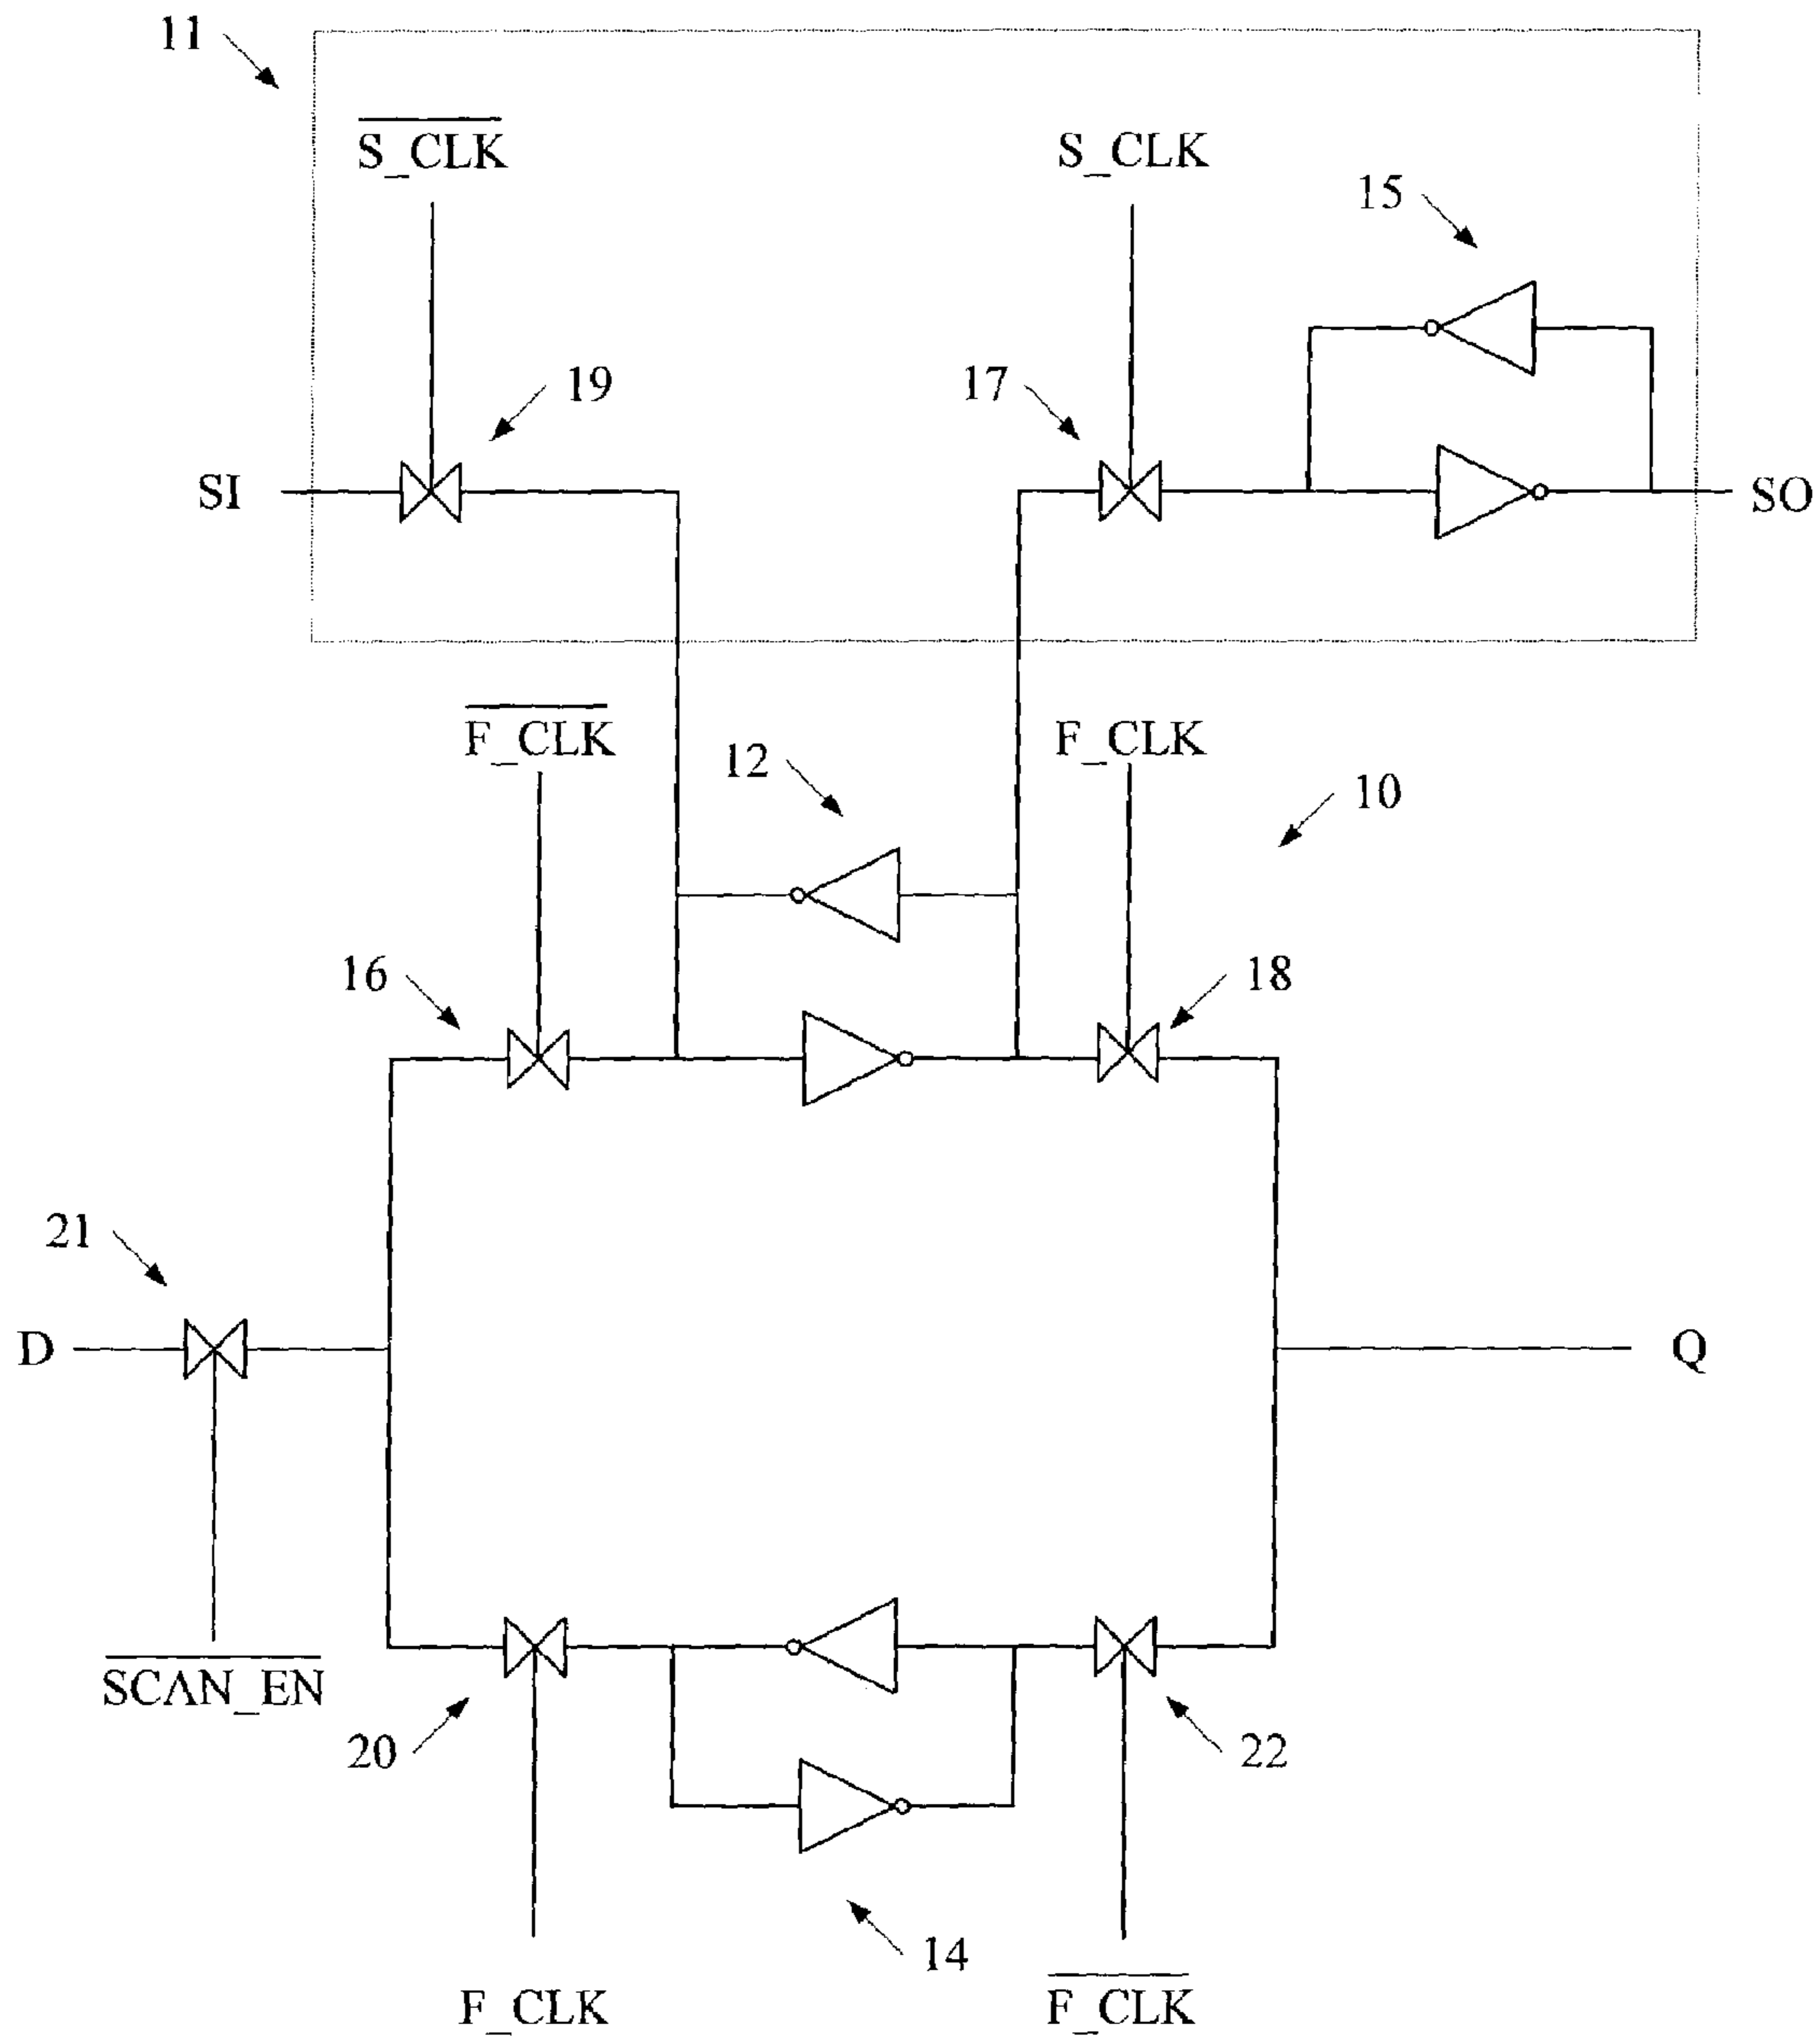 11
S_CLK
S_CLK
15
19
17
SI
SO
F_CLK
F_CLK
12
10
16
18
21
D
Q
SCAN_EN
20
22
14
F_CLK
F_CLK